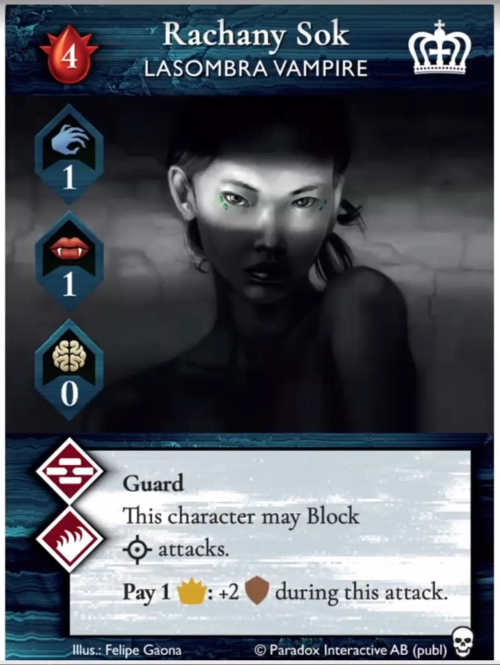 Rachany Sok
4
LASOMBRA VAMPIRE
1
1
0
Guard
This character may Block
attacks.
Pay 1 : +2 during this attack.
Illus.: Felipe Gaona © Paradox Interactive AB (publ)